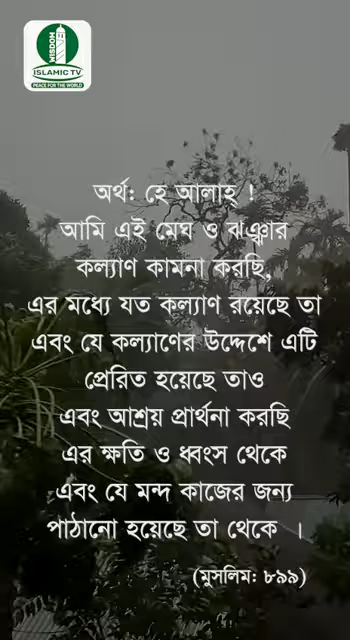 WISDOM
ISLAMIC TV
PEACE FOR THE WORLD
অর্থ: হে আলাহ্ !
আমি এই মেঘ ও ঝঞ্ঝার
কল্যাণ কামনা করছি,
এর মধ্যে যত কল্যাণ রয়েছে তা
এবং যে কল্যাণের উদ্দেশে এটি
প্রেরিত হয়েছে তাও
এবং আশ্রয় প্রার্থনা করছি
এর ক্ষতি ও ধ্বংস থেকে
এবং যে মন্দ কাজের জন্য
পাঠানো হয়েছে তা থেকে ।
(মুসলিম: ৮৯৯)